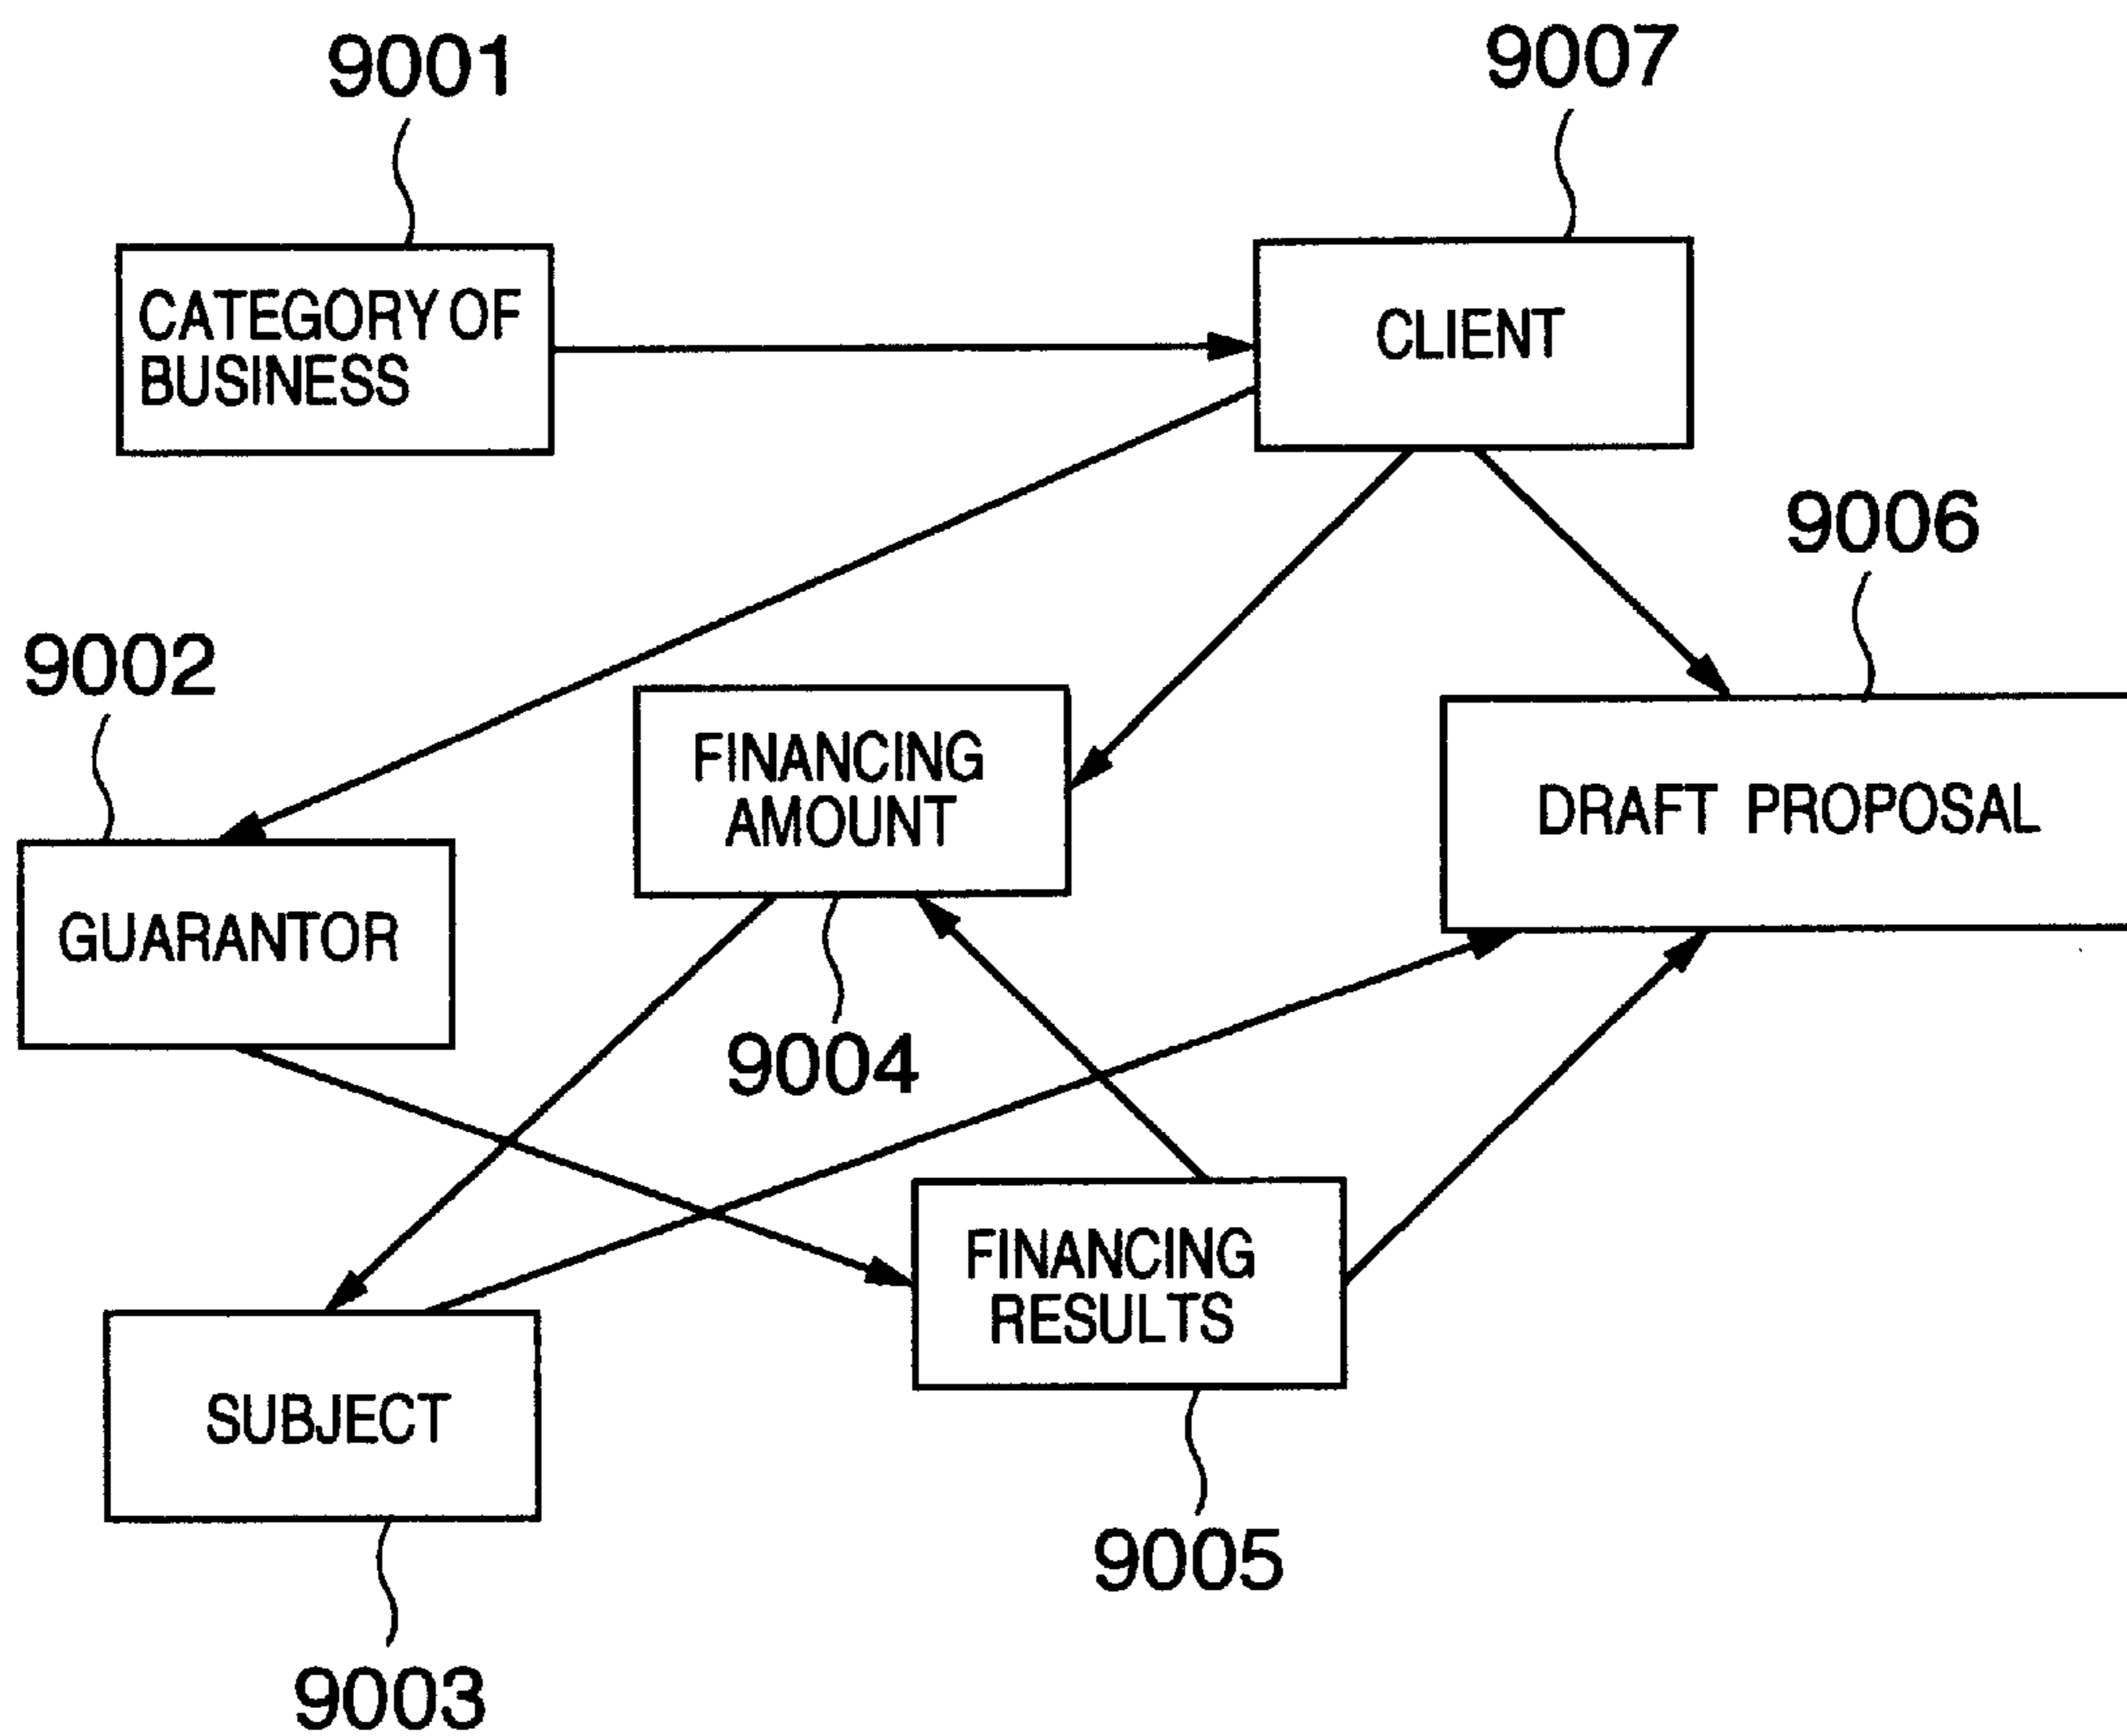 9001
9007
CATEGORY OF
BUSINESS
CLIENT
9006
9002
FINANCING
AMOUNT
DRAFT PROPOSAL
GUARANTOR
9004
FINANCING
RESULTS
SUBJECT
9005
9003